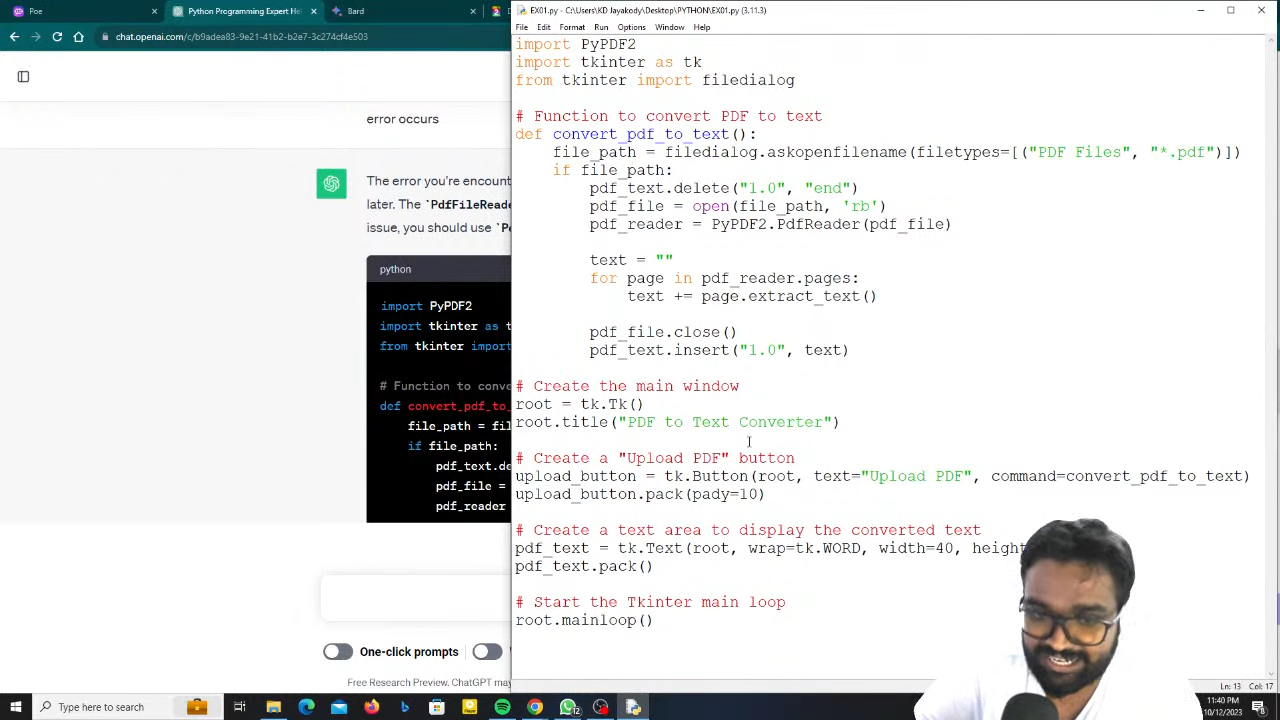 Poe
Python Programming Expert He
Bard
chat.openai.com/c/b9adea83-9e21-41b2-b2e7-3c274cf4e503
error occurs
The error you're encount
later. The `PdfFileReade
issue, you should use `P
python
import PyPDF2
import tkinter as t
from tkinter import
# Function to conve
def convert_pdf_to_
file_path = fil
if file_path:
pdf_text.de
pdf_file =
pdf_reader
One-click prompts
Free Research Preview. ChatGPT may
EX01.py - C:\Users\KD Jayakody\Desktop\PYTHON\EX01.py (3.11.3)
File Edit Format Run Options Window Help
import PyPDF2
import tkinter as tk
from tkinter import filedialog
# Function to convert PDF to text
def convert_pdf_to_text():
file_path = filedialog.askopenfilename(filetypes=[("PDF Files", "*.pdf")])
if file_path:
pdf_text.delete("1.0", "end")
pdf_file = open(file_path, 'rb')
pdf_reader = PyPDF2.PdfReader(pdf_file)
text = ""
for page in pdf_reader.pages:
text += page.extract_text()
pdf_file.close()
pdf_text.insert("1.0", text)
# Create the main window
root = tk.Tk()
root.title("PDF to Text Converter")
# Create a "Upload PDF" button
upload_button = tk.Button(root, text="Upload PDF", command=convert_pdf_to_text)
upload_button.pack(pady=10)
# Create a text area to display the converted text
pdf_text = tk.Text(root, wrap=tk.WORD, width=40, height
pdf_text.pack()
# Start the Tkinter main loop
root.mainloop()
Ln: 13 Col: 17
Type here to search
12
11:40 PM
10/12/2023
8